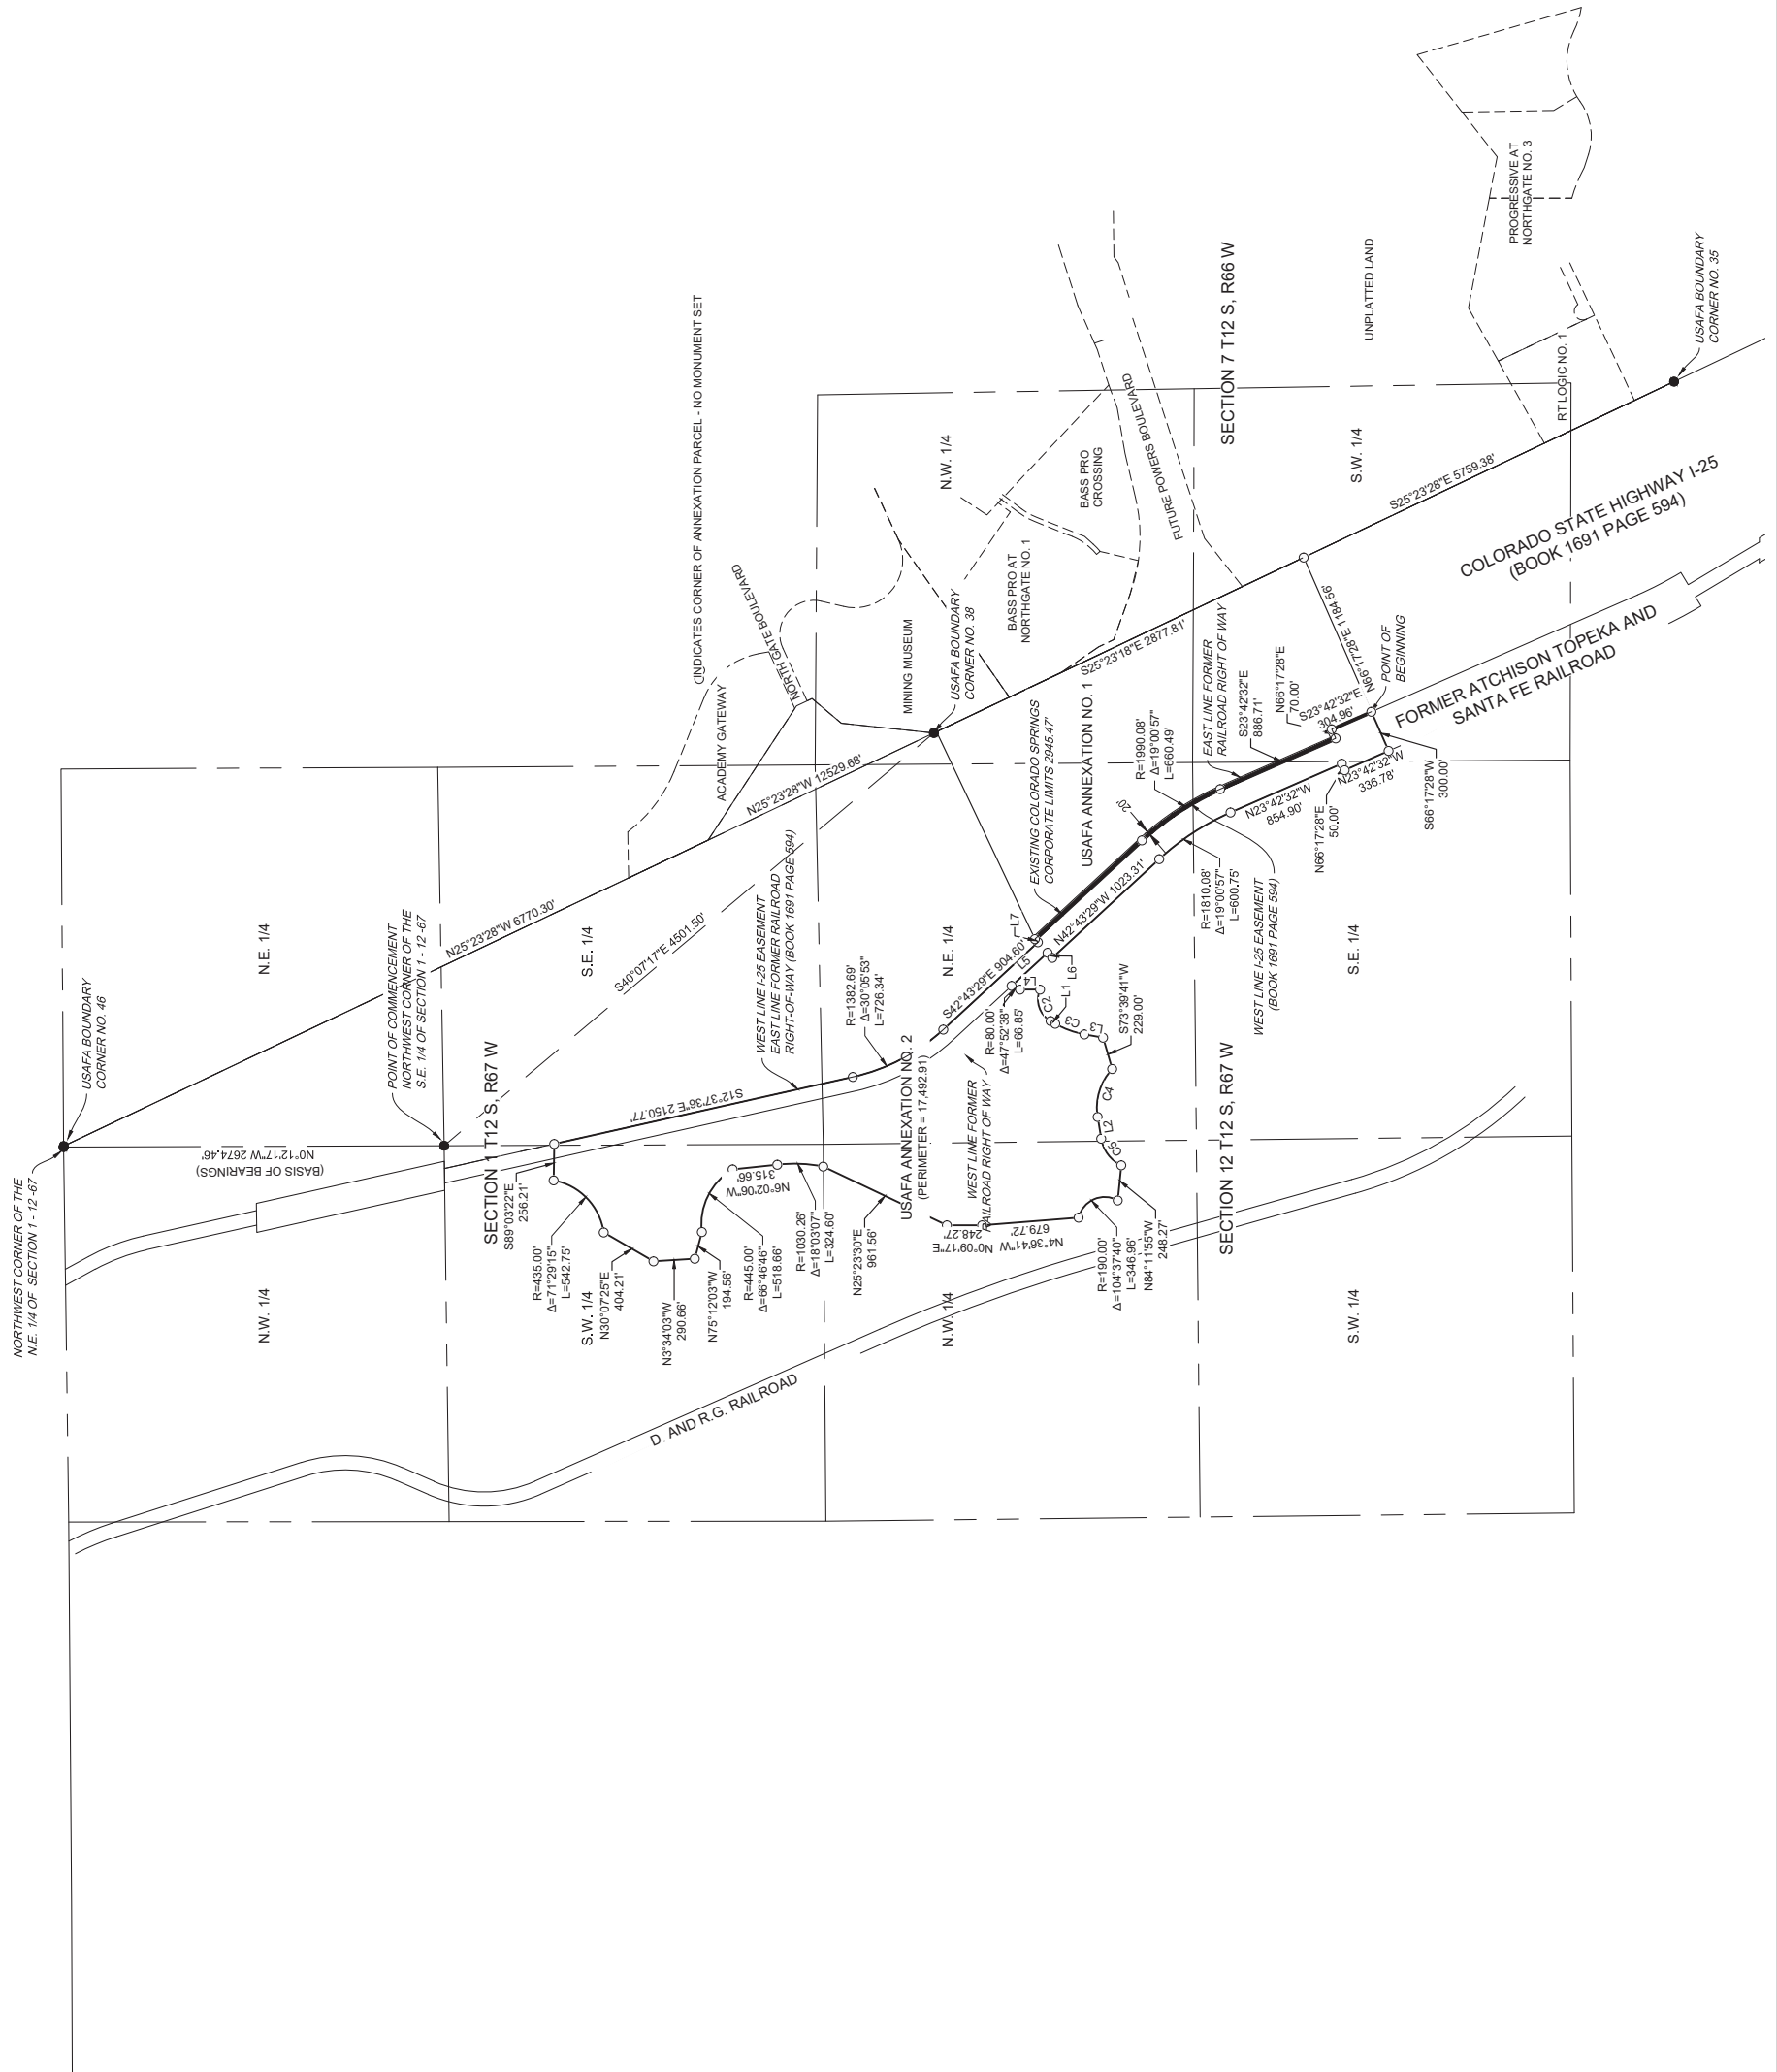 NORTHWEST CORNER OF THE
N.E. 1/4 OF SECTION 1 - 12 -67
USAFA BOUNDARY
CORNER NO. 46
N0°12'17"W 2674.46'
(BASIS OF BEARINGS)
N.W. 1/4
N.E. 1/4
POINT OF COMMENCEMENT
NORTHWEST CORNER OF THE
S.E. 1/4 OF SECTION 1 - 12 -67
N25°23'28"W 6770.30'
SECTION 1 T12 S, R67 W
S89°03'22"E
256.21'
R=435.00'
Δ=71°29'15"
L=542.75'
S.W. 1/4
N30°07'25"E
404.21'
N3°34'03"W
290.66'
N75°12'03"W
194.56'
R=445.00'
Δ=66°46'46"
L=518.66'
N6°02'06"W
315.66'
R=1030.26'
Δ=18°03'07"
L=324.60'
N25°23'30"E
961.56'
S.E. 1/4
S40°07'17"E 4501.50'
S12°37'36"E 2150.77'
WEST LINE I-25 EASEMENT
EAST LINE FORMER RAILROAD
RIGHT-OF-WAY (BOOK 1691 PAGE 594)
R=1382.69'
Δ=30°05'53"
L=726.34'
INDICATES CORNER OF ANNEXATION PARCEL - NO MONUMENT SET
ACADEMY GATEWAY
NORTH GATE BOULEVARD
N25°23'28"W 12529.68'
MINING MUSEUM
USAFA BOUNDARY
CORNER NO. 38
N.W. 1/4
BASS PRO AT
NORTHGATE NO. 1
BASS PRO
CROSSING
FUTURE POWERS BOULEVARD
S25°23'18"E 2877.81'
EXISTING COLORADO SPRINGS
CORPORATE LIMITS 2945.47'
USAFA ANNEXATION NO. 1
20'
R=1990.08'
Δ=19°00'57"
L=660.49'
EAST LINE FORMER
RAILROAD RIGHT OF WAY
S23°42'32"E
886.71'
N66°17'28"E
70.00'
S23°42'32"E
304.96'
N66°17'28"E 1184.56'
POINT OF
BEGINNING
SECTION 7 T12 S, R66 W
S.W. 1/4
UNPLATTED LAND
PROGRESSIVE AT
NORTHGATE NO. 3
RT LOGIC NO. 1
USAFA BOUNDARY
CORNER NO. 35
S25°23'28"E 5759.38'
COLORADO STATE HIGHWAY I-25
(BOOK 1691 PAGE 594)
FORMER ATCHISON TOPEKA AND
SANTA FE RAILROAD
S66°17'28"W
300.00'
N23°42'32"W
336.78'
N66°17'28"E
50.00'
N23°42'32"W
854.90'
WEST LINE I-25 EASEMENT
(BOOK 1691 PAGE 594)
R=1810.08'
Δ=19°00'57"
L=600.75'
N42°43'29"W 1023.31'
L7
N.E. 1/4
S42°43'29"E 904.60'
L5
L6
L4
L1
C2
C3
L3
R=80.00'
Δ=47°52'38"
L=66.85'
S73°39'41"W
229.00'
C4
L2
C5
USAFA ANNEXATION NO. 2
(PERIMETER = 17,492.91)
WEST LINE FORMER
RAILROAD RIGHT OF WAY
N0°09'17"E
248.27'
N4°36'41"W
679.72'
R=190.00'
Δ=104°37'40"
L=346.96'
N84°11'55"W
248.27'
N.W. 1/4
SECTION 12 T12 S, R67 W
S.E. 1/4
S.W. 1/4
D. AND R.G. RAILROAD